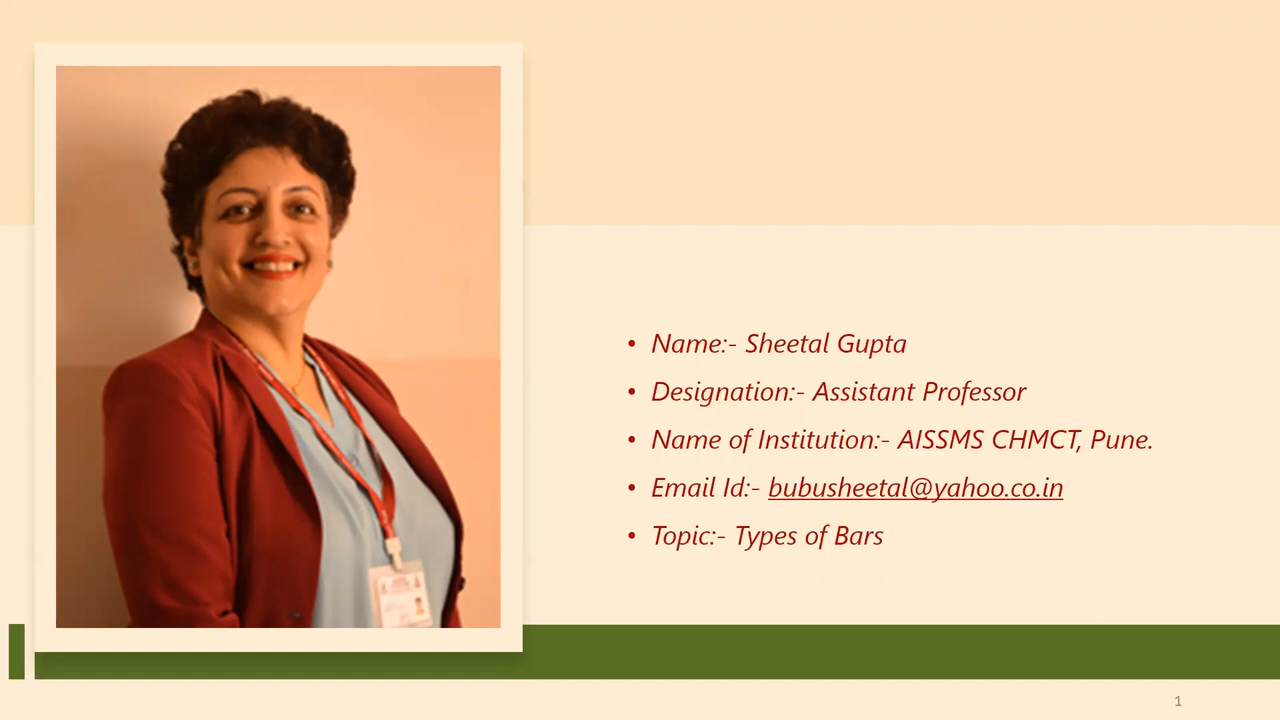 • Name:- Sheetal Gupta
• Designation:- Assistant Professor
• Name of Institution:- AISSMS CHMCT, Pune.
• Email Id:- bubusheetal@yahoo.co.in
• Topic:- Types of Bars
1